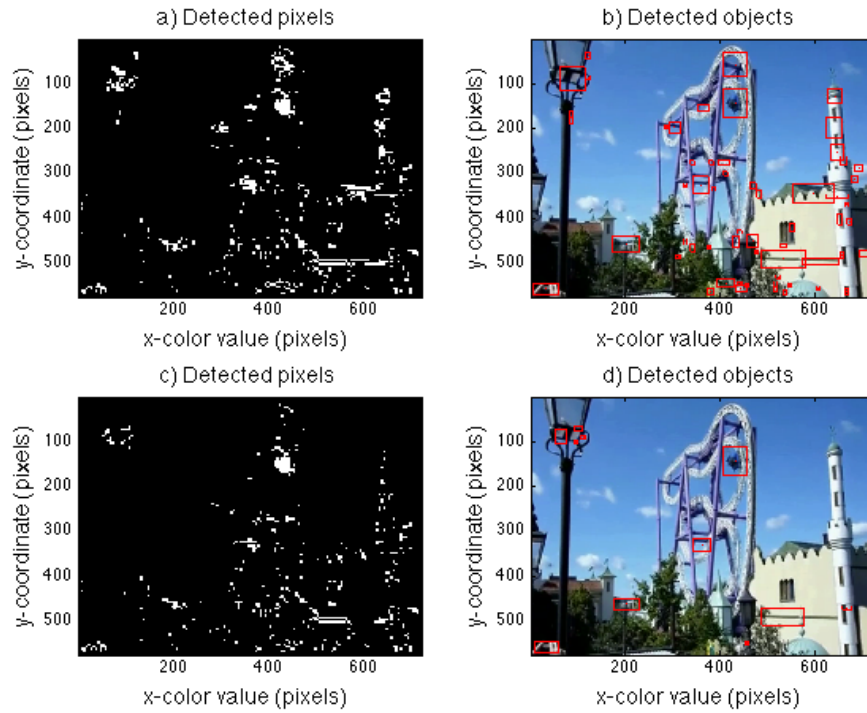 a) Detected pixels
b) Detected objects
y-coordinate (pixels)
100
200
300
400
500
200
400
600
x-color value (pixels)
y-coordinate (pixels)
100
200
300
400
500
200
400
600
x-color value (pixels)
c) Detected pixels
d) Detected objects
y-coordinate (pixels)
100
200
300
400
500
200
400
600
x-color value (pixels)
y-coordinate (pixels)
100
200
300
400
500
200
400
600
x-color value (pixels)